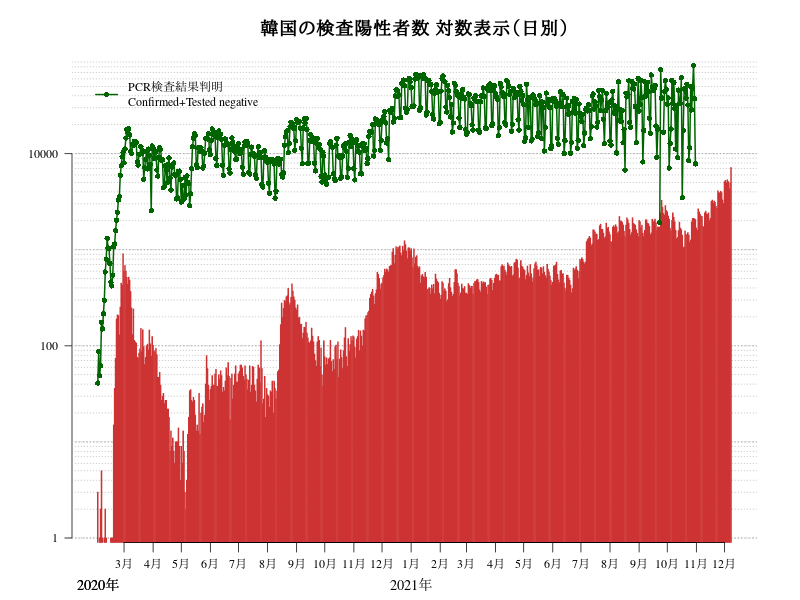 韓国の検査陽性者数 対数表示(日別)
PCR検査結果判明
Confirmed+Tested negative
10000
100
1
3月 4月 5月 6月 7月 8月 9月 10月 11月 12月 1月 2月 3月 4月 5月 6月 7月 8月 9月 10月 11月 12月
2020年 2021年